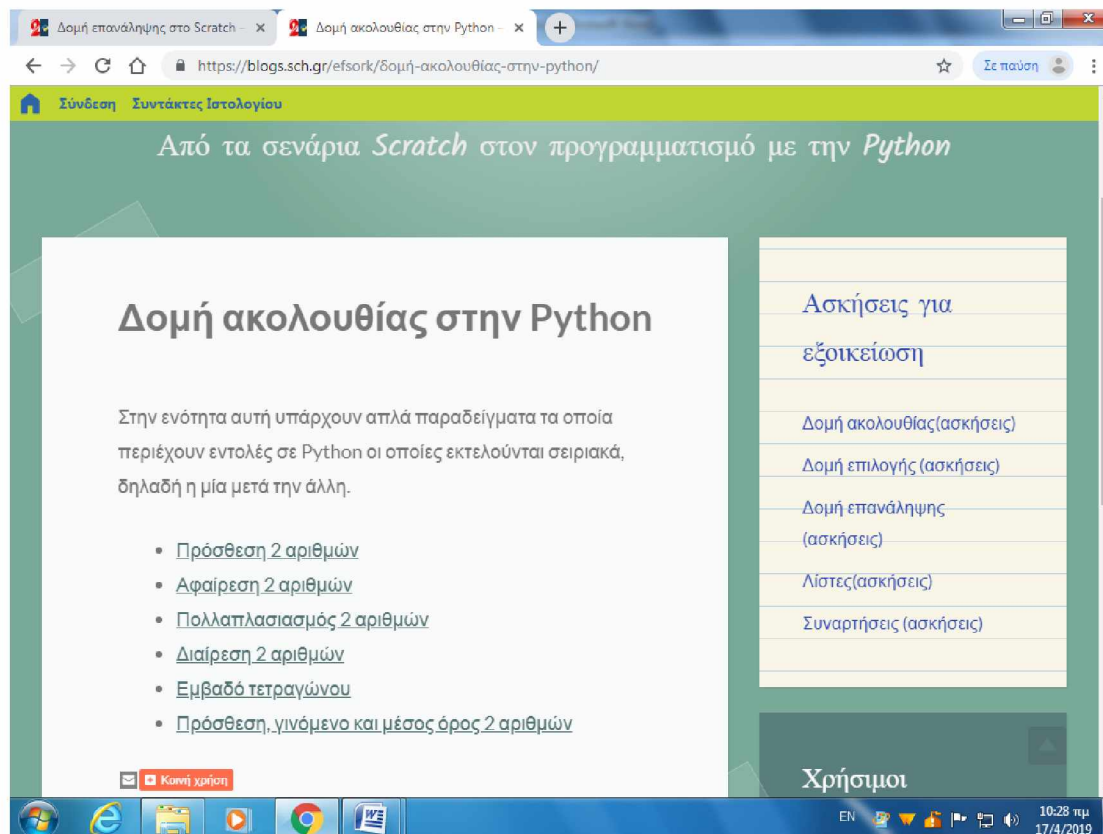 Δομή επανάληψης στο Scratch –
Δομή ακολουθίας στην Python –
https://blogs.sch.gr/efsork/δομή-ακολουθίας-στην-python/
Σε παύση
Σύνδεση Συντάκτες Ιστολογίου
Από τα σενάρια Scratch στον προγραμματισμό με την Python
Δομή ακολουθίας στην Python
Στην ενότητα αυτή υπάρχουν απλά παραδείγματα τα οποία
περιέχουν εντολές σε Python οι οποίες εκτελούνται σειριακά,
δηλαδή η μία μετά την άλλη.
Πρόσθεση 2 αριθμών
Αφαίρεση 2 αριθμών
Πολλαπλασιασμός 2 αριθμών
Διαίρεση 2 αριθμών
Εμβαδό τετραγώνου
Πρόσθεση, γινόμενο και μέσος όρος 2 αριθμών
Κοινή χρήση
Ασκήσεις για
εξοικείωση
Δομή ακολουθίας(ασκήσεις)
Δομή επιλογής (ασκήσεις)
Δομή επανάληψης
(ασκήσεις)
Λίστες(ασκήσεις)
Συναρτήσεις (ασκήσεις)
Χρήσιμοι
EN
10:28 πμ
17/4/2019